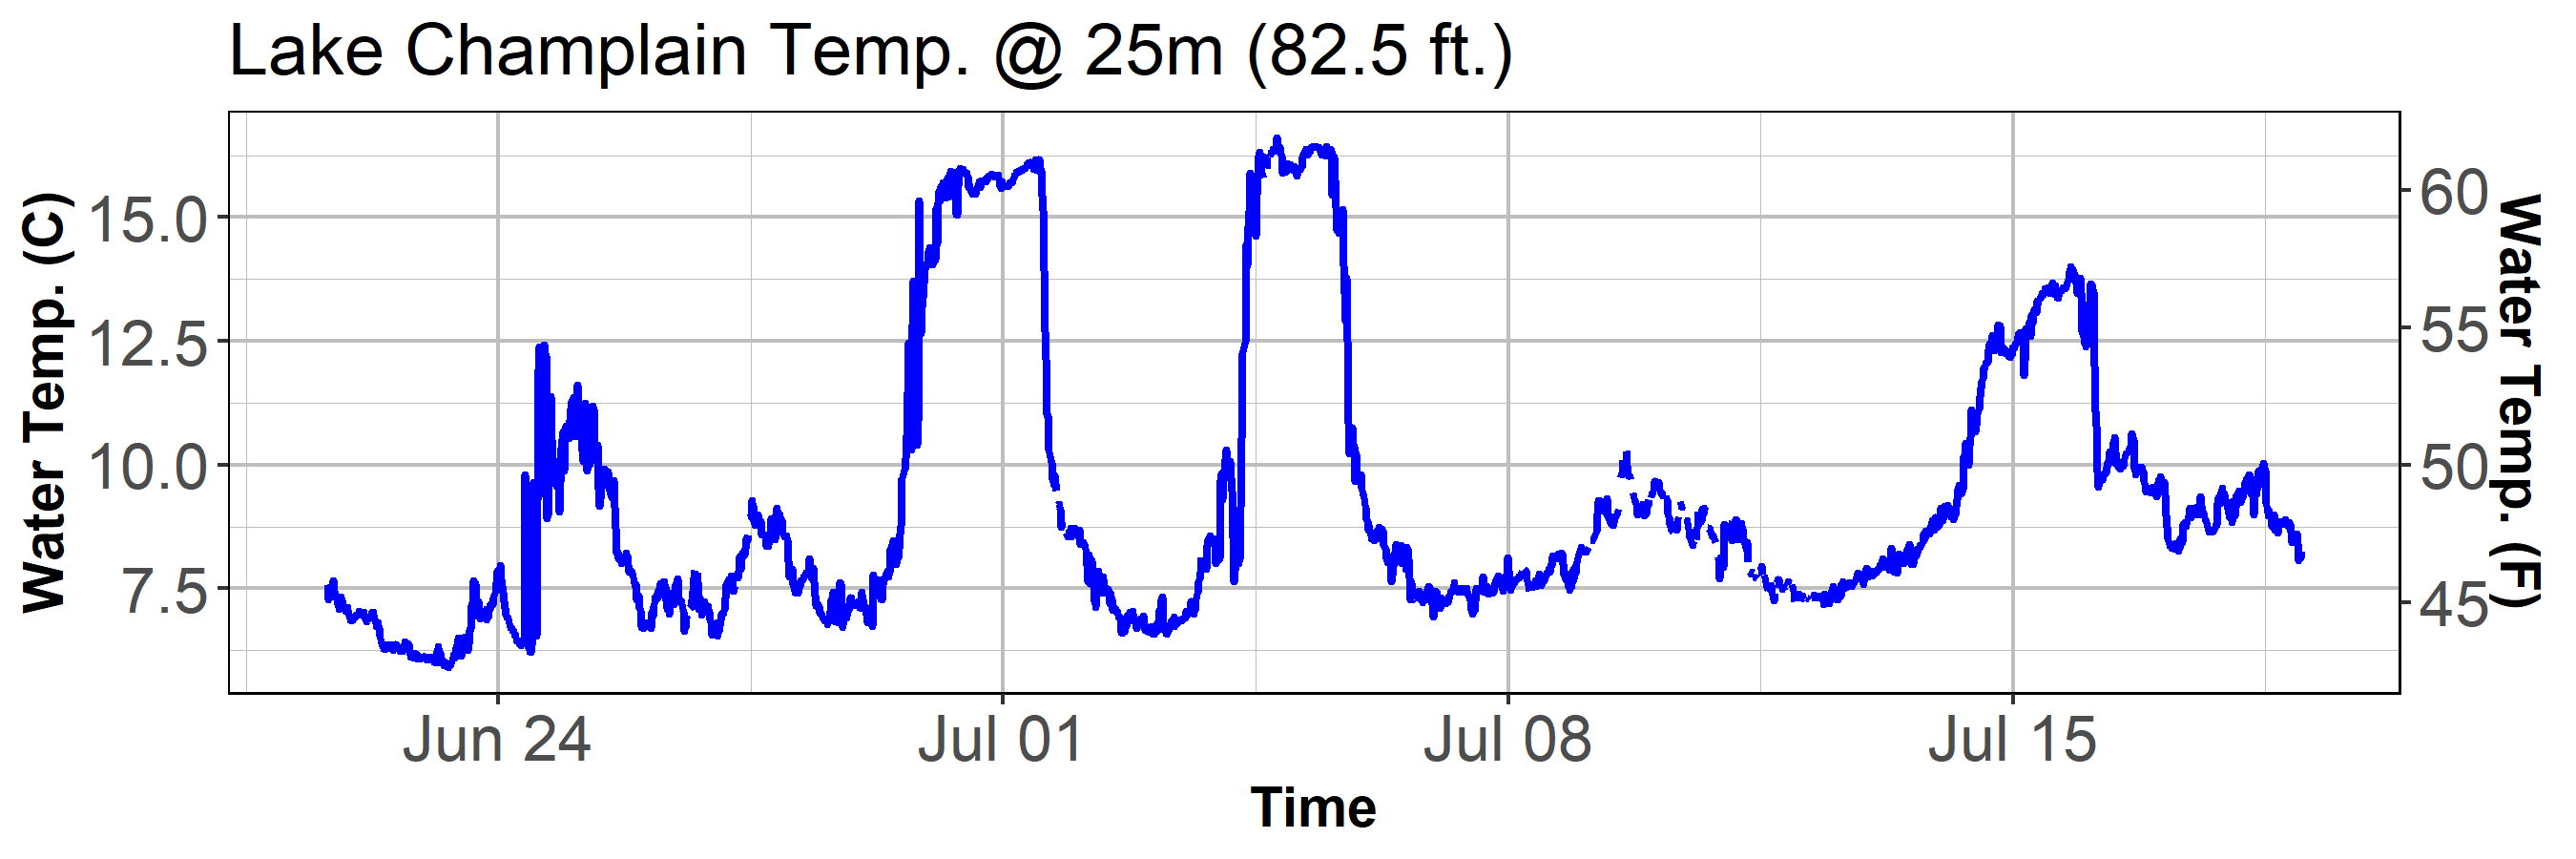 Lake Champlain Temp. @ 25m (82.5 ft.)
Water Temp. (C)
15.0
12.5
10.0
7.5
60
55
50
45
Water Temp. (F)
Jun 24
Jul 01
Jul 08
Jul 15
Time